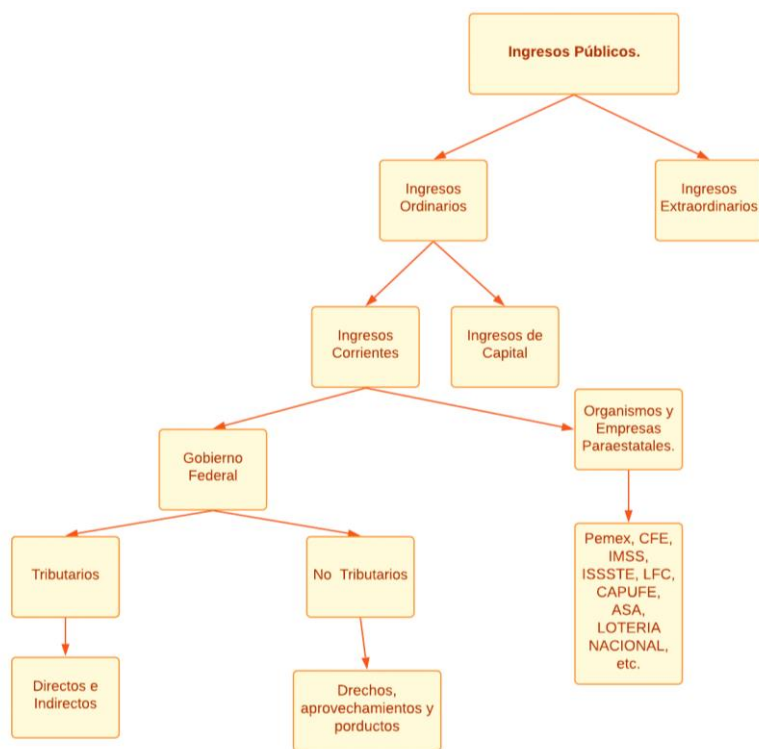 Ingresos Públicos.
Ingresos
Ordinarios
Ingresos
Extraordinarios
Ingresos
Corrientes
Ingresos de
Capital
Organismos y
Empresas
Paraestatales.
Gobierno
Federal
Tributarios
No Tributarios
Pemex, CFE,
IMSS,
ISSSTE, LFC,
CAPUFE,
ASA,
LOTERIA
NACIONAL,
etc.
Directos e
Indirectos
Drechos,
aprovechamientos y
porductos